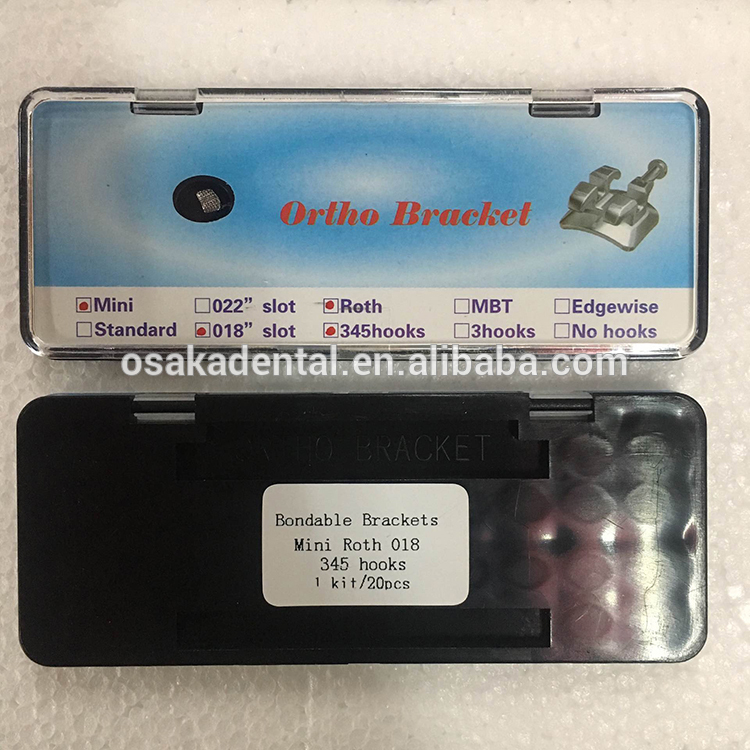 Ortho Bracket
Mini 022” slot Roth MBT Edgewise
Standard 018” slot 345hooks 3hooks No hooks
osakadental.en.alibaba.com
ORTHO BRACKET
Bondable Brackets
Mini Roth 018
345 hooks
1 kit/20pcs